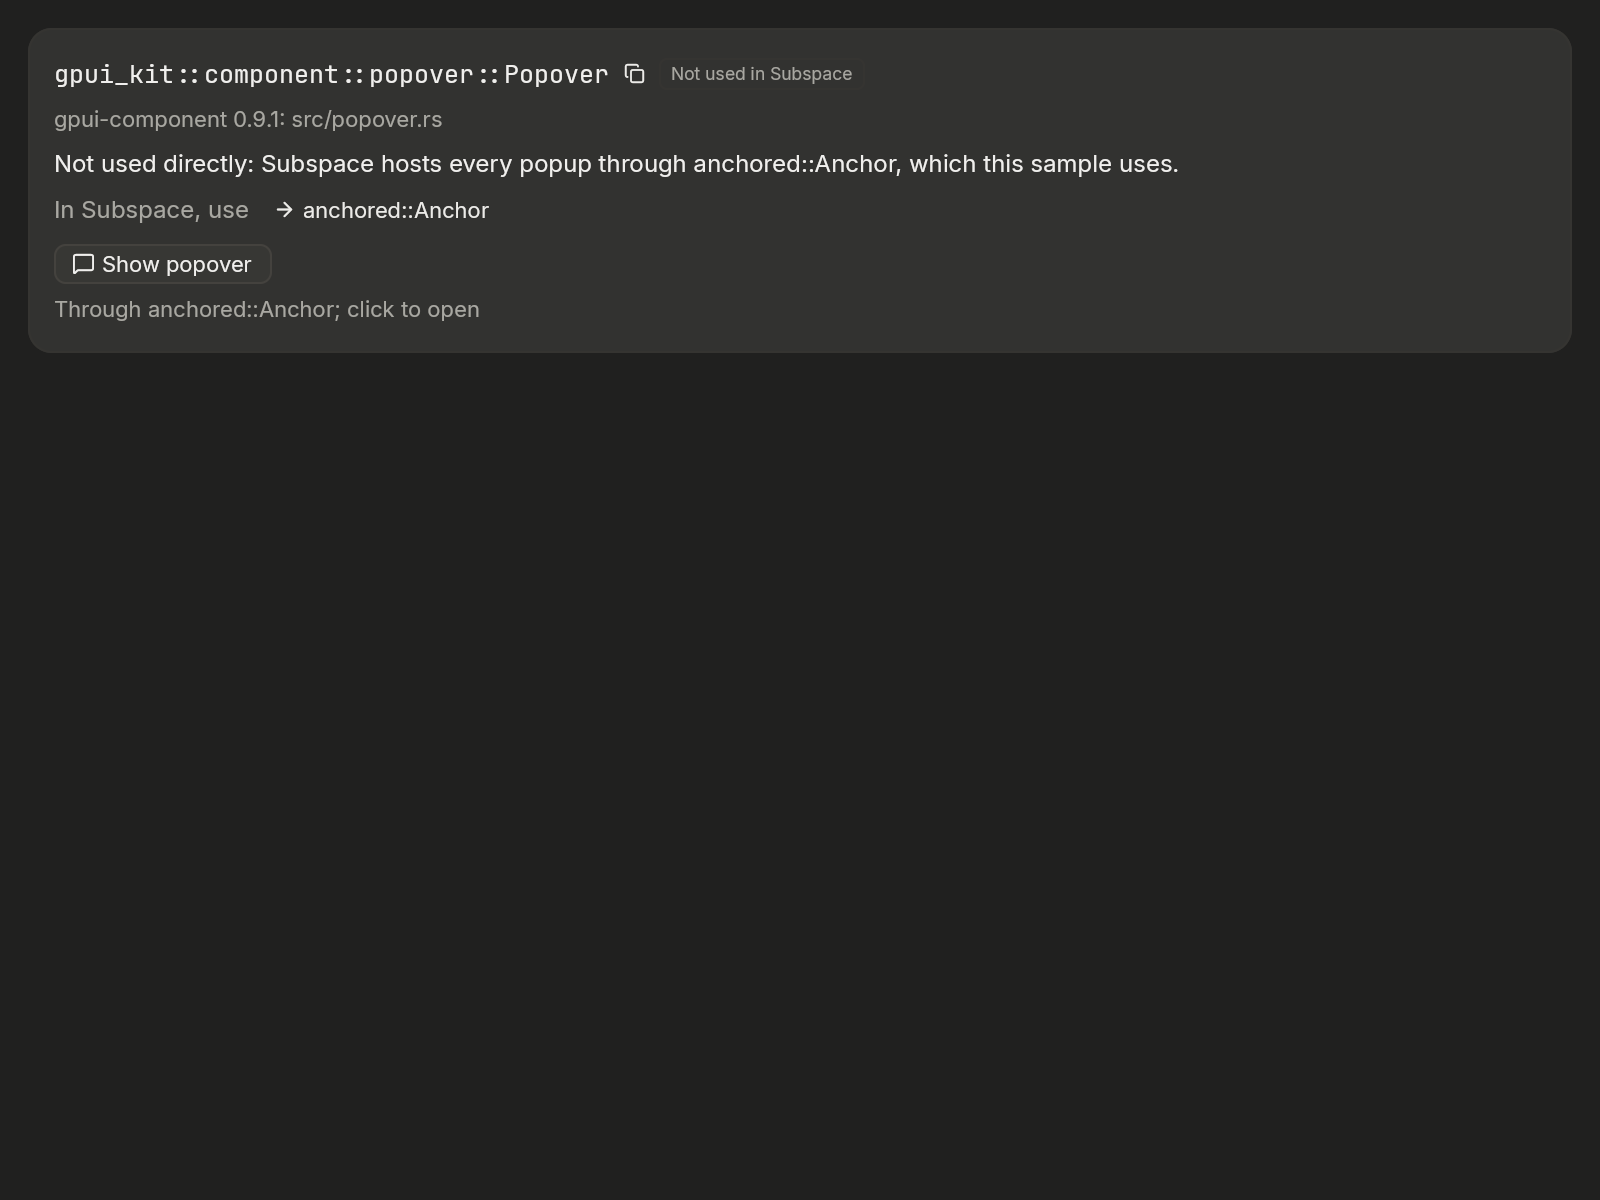 gpui_kit::component::popover::Popover Not used in Subspace
gpui-component 0.9.1: src/popover.rs
Not used directly: Subspace hosts every popup through anchored::Anchor, which this sample uses.
In Subspace, use → anchored::Anchor
Show popover
Through anchored::Anchor; click to open